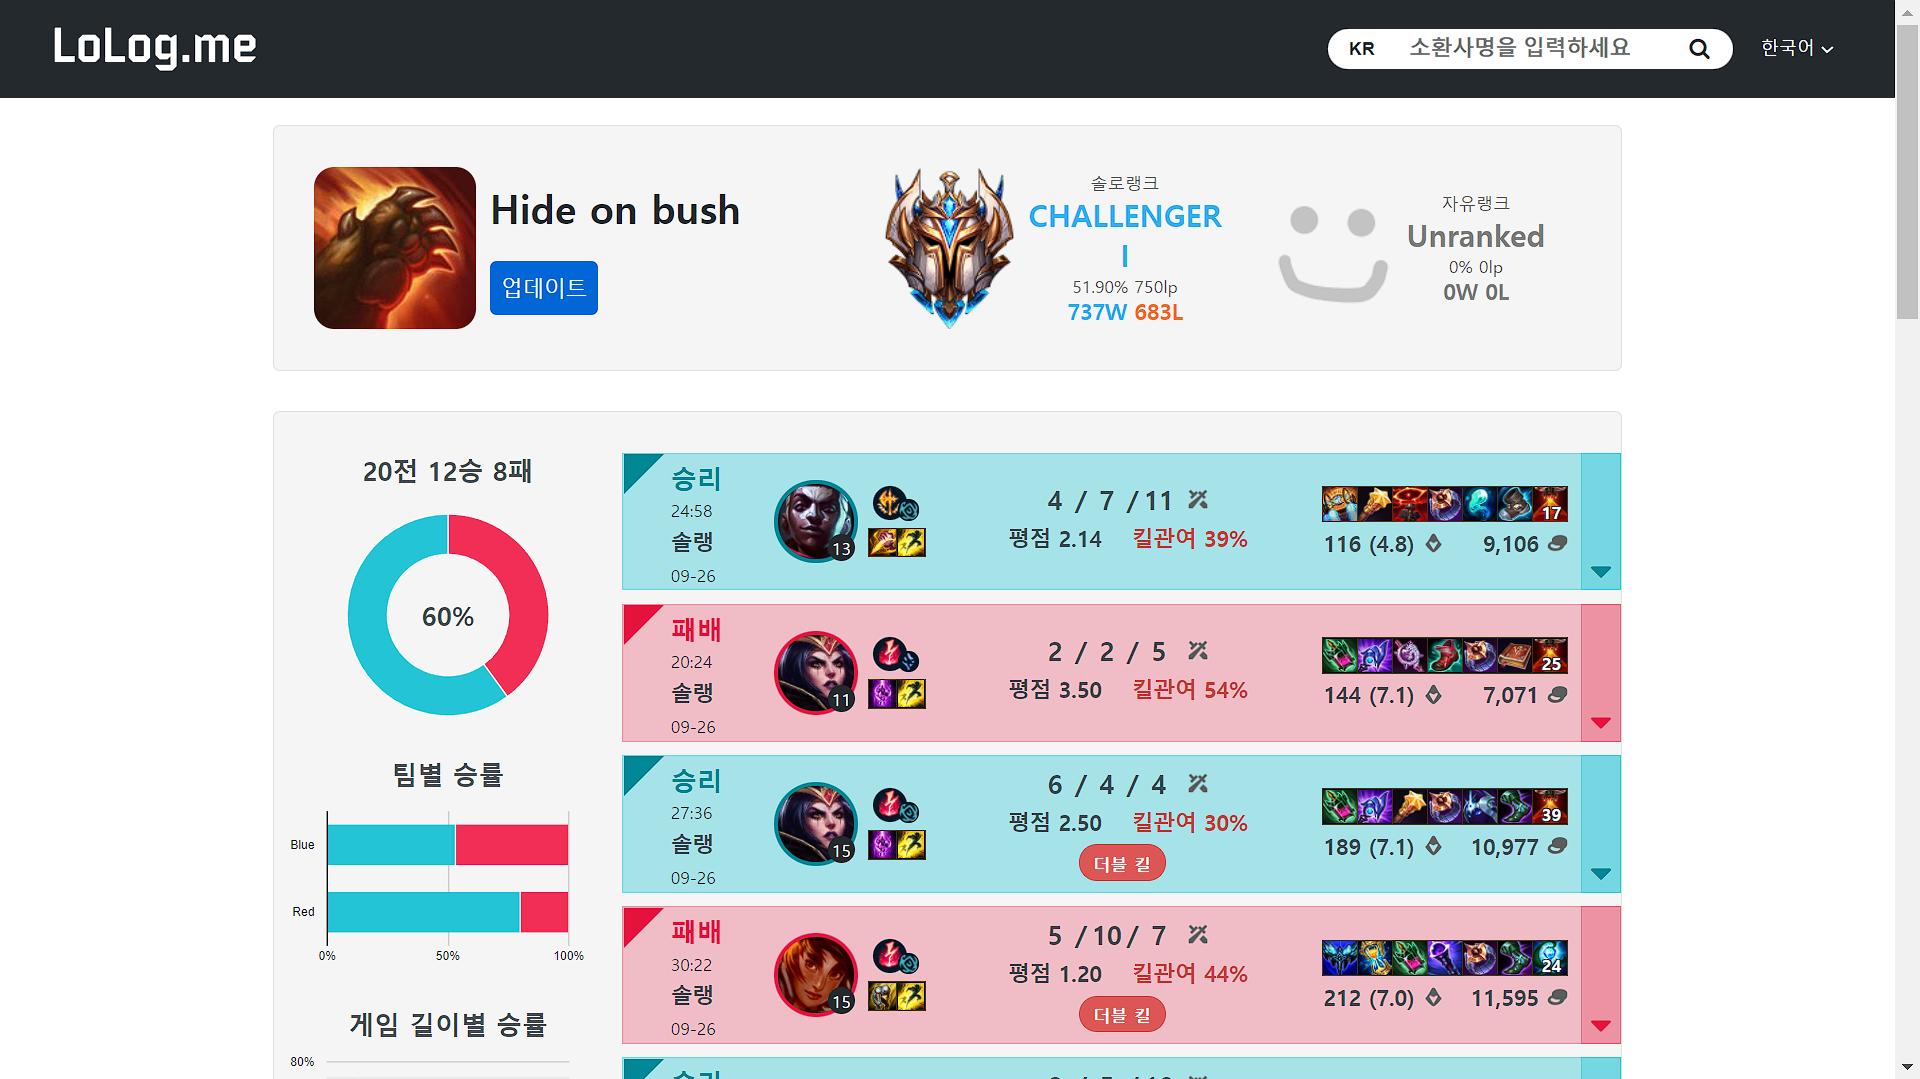 LoLog.me
KR 소환사명을 입력하세요 한국어
Hide on bush
업데이트
솔로랭크
CHALLENGER
I
51.90% 750lp
737W 683L
자유랭크
Unranked
0% 0lp
0W 0L
20전 12승 8패
60%
팀별 승률
Blue
Red
0% 50% 100%
게임 길이별 승률
80%
승리
24:58
솔랭
09-26
13
4 / 7 / 11
평점 2.14 킬관여 39%
17
116 (4.8) 9,106
패배
20:24
솔랭
09-26
11
2 / 2 / 5
평점 3.50 킬관여 54%
25
144 (7.1) 7,071
승리
27:36
솔랭
09-26
15
6 / 4 / 4
평점 2.50 킬관여 30%
더블 킬
39
189 (7.1) 10,977
패배
30:22
솔랭
09-26
15
5 / 10 / 7
평점 1.20 킬관여 44%
더블 킬
24
212 (7.0) 11,595
승리